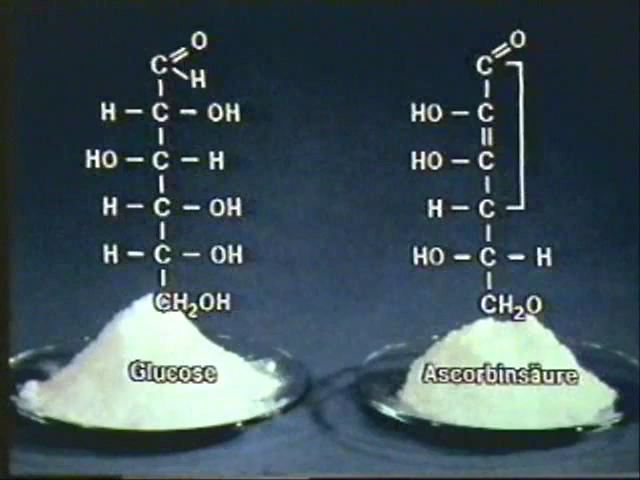 C=O
C-H
H-C-OH
HO-C-H
H-C-OH
H-C-OH
CH₂OH
Glucose
C=O
HO-C
HO-C
H-C
HO-C-H
CH₂O
Ascorbinsäure